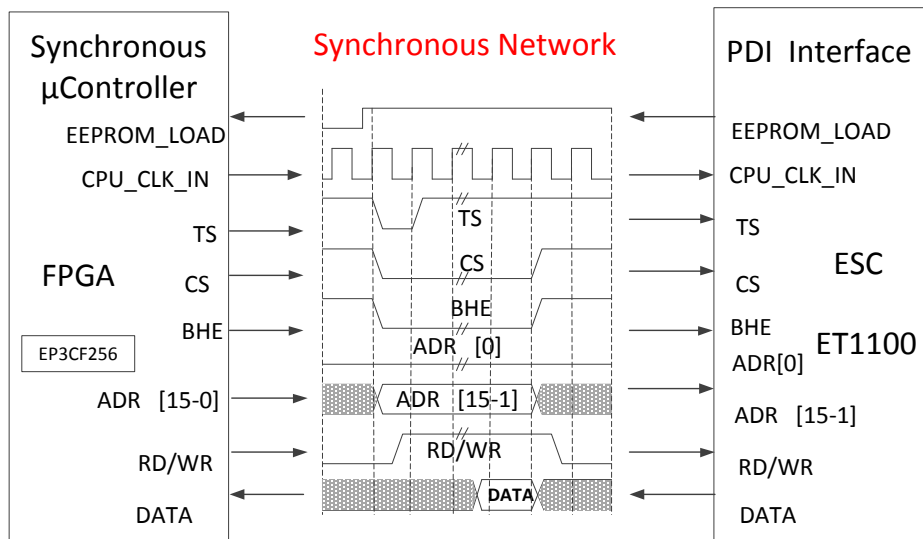 Synchronous
μController
EEPROM_LOAD
CPU_CLK_IN
TS
FPGA
CS
BHE
EP3CF256
ADR [15-0]
RD/WR
DATA
Synchronous Network
TS
CS
BHE
ADR [0]
ADR [15-1]
RD/WR
DATA
PDI Interface
EEPROM_LOAD
CPU_CLK_IN
TS
ESC
CS
BHE
ET1100
ADR[0]
ADR [15-1]
RD/WR
DATA